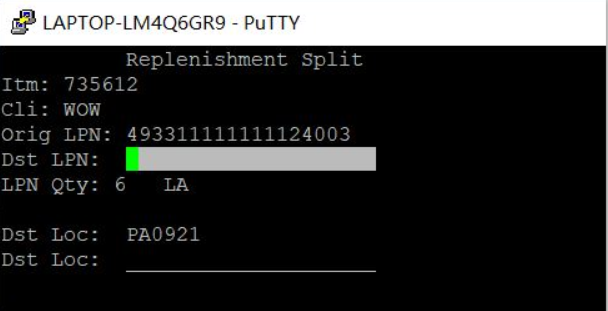 LAPTOP-LM4Q6GR9 - PuTTY
Replenishment Split
Itm: 735612
Cli: WOW
Orig LPN: 493311111111124003
Dst LPN:
LPN Qty: 6 LA
Dst Loc: PA0921
Dst Loc: